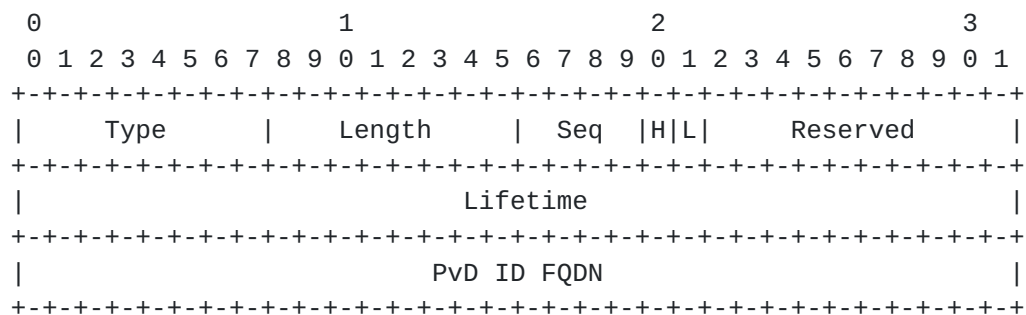 0                   1                   2                   3
 0 1 2 3 4 5 6 7 8 9 0 1 2 3 4 5 6 7 8 9 0 1 2 3 4 5 6 7 8 9 0 1
+-+-+-+-+-+-+-+-+-+-+-+-+-+-+-+-+-+-+-+-+-+-+-+-+-+-+-+-+-+-+-+-+
|     Type      |    Length     |  Seq  |H|L|     Reserved      |
+-+-+-+-+-+-+-+-+-+-+-+-+-+-+-+-+-+-+-+-+-+-+-+-+-+-+-+-+-+-+-+-+
|                            Lifetime                           |
+-+-+-+-+-+-+-+-+-+-+-+-+-+-+-+-+-+-+-+-+-+-+-+-+-+-+-+-+-+-+-+-+
|                          PvD ID FQDN                          |
+-+-+-+-+-+-+-+-+-+-+-+-+-+-+-+-+-+-+-+-+-+-+-+-+-+-+-+-+-+-+-+-+